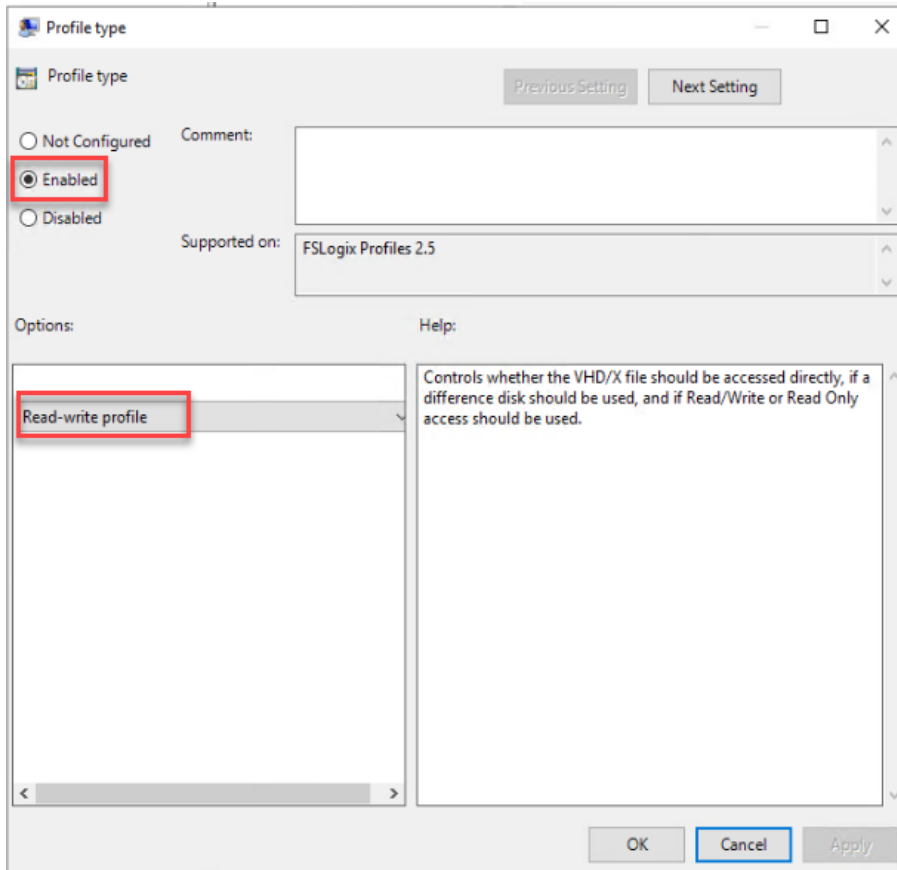 Profile type
Profile type
Previous Setting
Next Setting
Not Configured
Comment:
Enabled
Disabled
Supported on:
FSLogix Profiles 2.5
Options:
Help:
Read-write profile
Controls whether the VHD/X file should be accessed directly, if a
difference disk should be used, and if Read/Write or Read Only
access should be used.
OK
Cancel
Apply